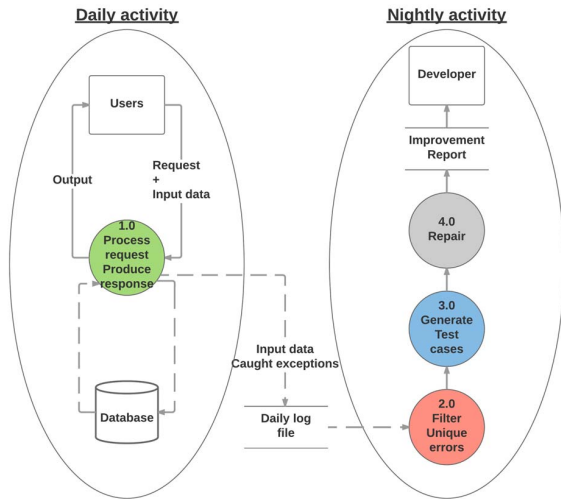 Daily activity
Users
Output
Request
+
Input data
1.0
Process
request
Produce
response
Database
Input data
Caught exceptions
Daily log
file
Nightly activity
Developer
Improvement
Report
4.0
Repair
3.0
Generate
Test
cases
2.0
Filter
Unique
errors